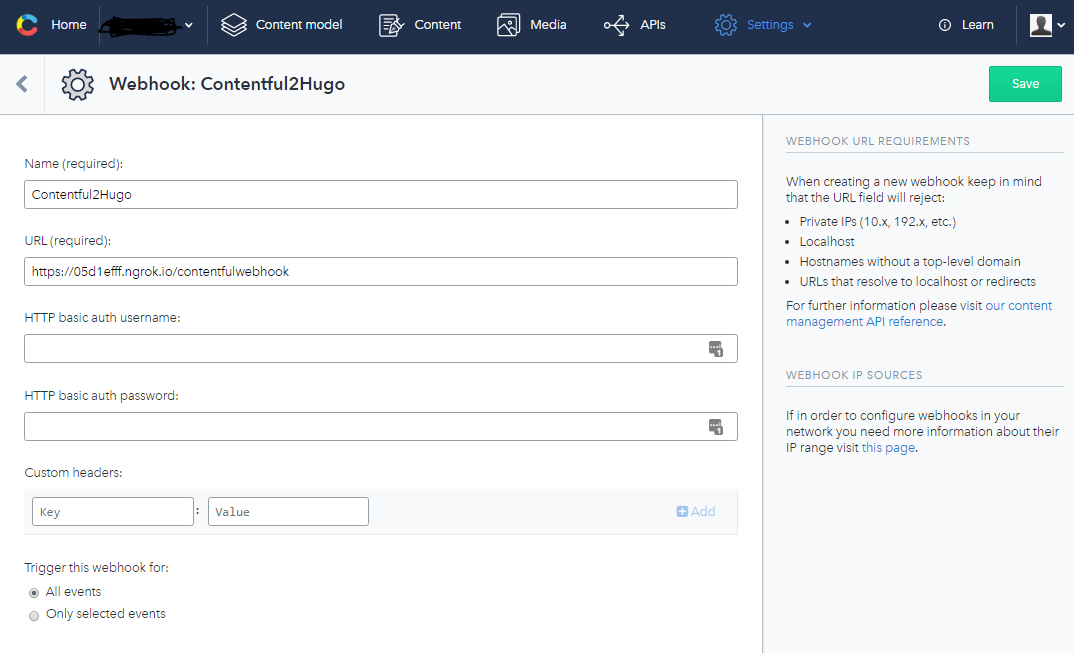 Home
Content model
Content
Media
APIs
Settings
Learn
Webhook: Contentful2Hugo
Save
Name (required):
Contentful2Hugo
URL (required):
https://05d1efff.ngrok.io/contentfulwebhook
HTTP basic auth username:
1
HTTP basic auth password:
1
Custom headers:
Key : Value
Add
Trigger this webhook for:
All events
Only selected events
WEBHOOK URL REQUIREMENTS
When creating a new webhook keep in mind
that the URL field will reject:
• Private IPs (10.x, 192.x, etc.)
• Localhost
• Hostnames without a top-level domain
• URLs that resolve to localhost or redirects
For further information please visit our content
management API reference.
WEBHOOK IP SOURCES
If in order to configure webhooks in your
network you need more information about their
IP range visit this page.